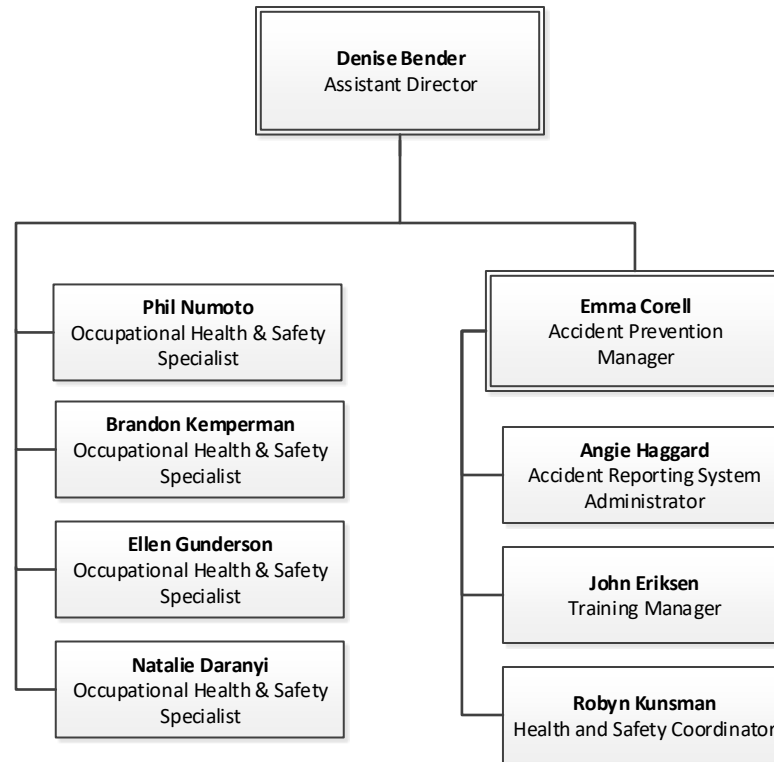 Denise Bender
Assistant Director
Phil Numoto
Occupational Health & Safety
Specialist
Brandon Kemperman
Occupational Health & Safety
Specialist
Ellen Gunderson
Occupational Health & Safety
Specialist
Natalie Daranyi
Occupational Health & Safety
Specialist
Emma Corell
Accident Prevention
Manager
Angie Haggard
Accident Reporting System
Administrator
John Eriksen
Training Manager
Robyn Kunsman
Health and Safety Coordinator